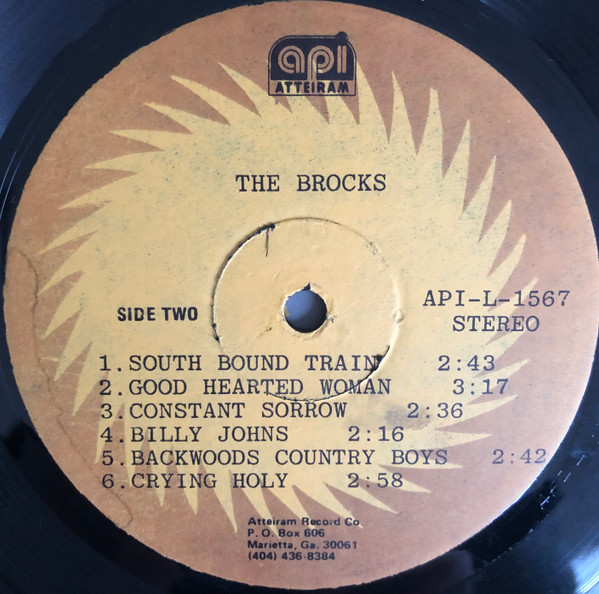 api
ATTEIRAM
THE BROCKS
SIDE TWO
API-L-1567
STEREO
1. SOUTH BOUND TRAIN 2:43
2. GOOD HEARTED WOMAN 3:17
3. CONSTANT SORROW 2:36
4. BILLY JOHNS 2:16
5. BACKWOODS COUNTRY BOYS 2:42
6. CRYING HOLY 2:58
Atteiram Record Co.
P. O. Box 606
Marietta, Ga. 30061
(404) 436-8384